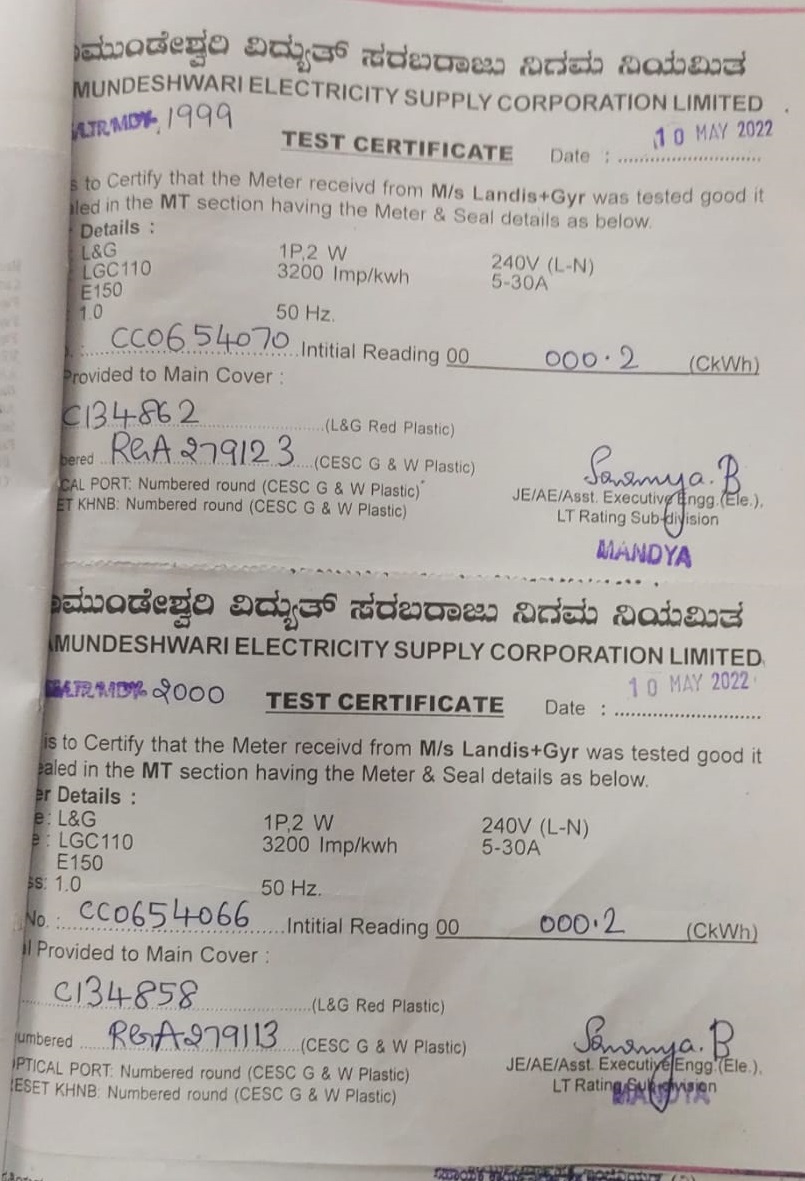 ಾಮುಂಡೇಶ್ವರಿ ವಿದ್ಯುತ್ ಸರಬರಾಜು ನಿಗಮ ನಿಯಮಿತ
MUNDESHWARI ELECTRICITY SUPPLY CORPORATION LIMITED
1999
TEST CERTIFICATE Date : 10 MAY 2022
s to Certify that the Meter receivd from M/s Landis+Gyr was tested good it
aled in the MT section having the Meter & Seal details as below.
Details :
L&G 1P,2 W 240V (L-N)
LGC110 3200 Imp/kwh 5-30A
E150
1.0 50 Hz.
: CC0654070 Intitial Reading 00 000.2 (CkWh)
Provided to Main Cover :
C134862 (L&G Red Plastic)
bered RGA279123 (CESC G & W Plastic)
CAL PORT: Numbered round (CESC G & W Plastic)
ET KHNB: Numbered round (CESC G & W Plastic)
JE/AE/Asst. Executive Engg.(Ele.),
LT Rating Sub-division
MANDYA
ಾಮುಂಡೇಶ್ವರಿ ವಿದ್ಯುತ್ ಸರಬರಾಜು ನಿಗಮ ನಿಯಮಿತ
AMUNDESHWARI ELECTRICITY SUPPLY CORPORATION LIMITED
2000
TEST CERTIFICATE Date : 10 MAY 2022
is to Certify that the Meter receivd from M/s Landis+Gyr was tested good it
ealed in the MT section having the Meter & Seal details as below.
er Details :
e: L&G 1P,2 W 240V (L-N)
e : LGC110 3200 Imp/kwh 5-30A
E150
ss: 1.0 50 Hz.
No. : CC0654066 Intitial Reading 00 000.2 (CkWh)
l Provided to Main Cover :
C134858 (L&G Red Plastic)
umbered RGA279113 (CESC G & W Plastic)
PTICAL PORT: Numbered round (CESC G & W Plastic)
ESET KHNB: Numbered round (CESC G & W Plastic)
JE/AE/Asst. Executive Engg.(Ele.),
LT Rating Sub-division
MANDYA